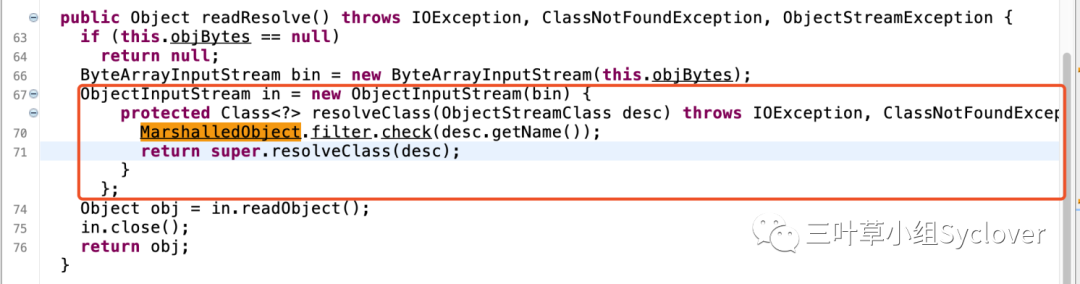 public Object readResolve() throws IOException, ClassNotFoundException, ObjectStreamException {
63 if (this.objBytes == null)
64 return null;
66 ByteArrayInputStream bin = new ByteArrayInputStream(this.objBytes);
67 ObjectInputStream in = new ObjectInputStream(bin) {
protected Class<?> resolveClass(ObjectStreamClass desc) throws IOException, ClassNotFoundExcep
70 MarshalledObject.filter.check(desc.getName());
71 return super.resolveClass(desc);
}
};
74 Object obj = in.readObject();
75 in.close();
76 return obj;
}
三叶草小组Syclover